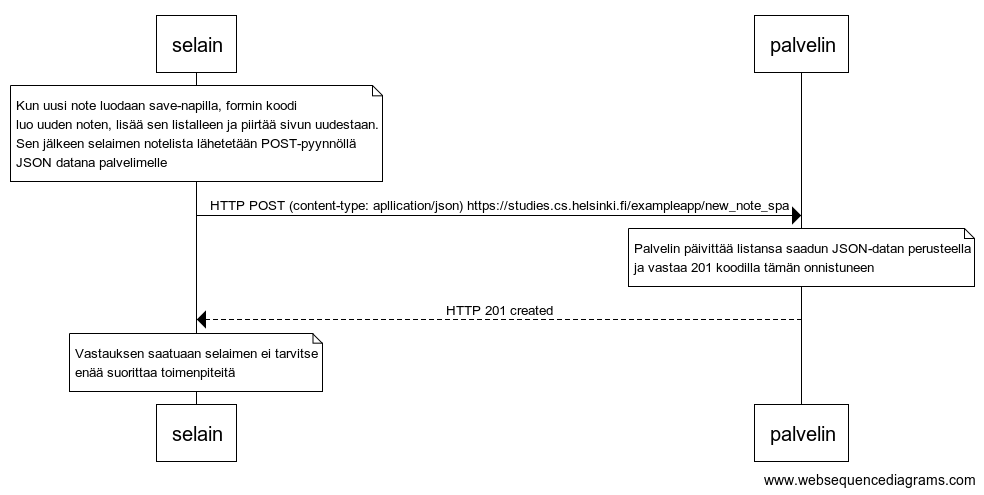 selain
palvelin
Kun uusi note luodaan save-napilla, formin koodi
luo uuden noten, lisää sen listalleen ja piirtää sivun uudestaan.
Sen jälkeen selaimen notelista lähetetään POST-pyynnöllä
JSON datana palvelimelle
HTTP POST (content-type: apllication/json) https://studies.cs.helsinki.fi/exampleapp/new_note_spa
Palvelin päivittää listansa saadun JSON-datan perusteella
ja vastaa 201 koodilla tämän onnistuneen
HTTP 201 created
Vastauksen saatuaan selaimen ei tarvitse
enää suorittaa toimenpiteitä
selain
palvelin
www.websequencediagrams.com